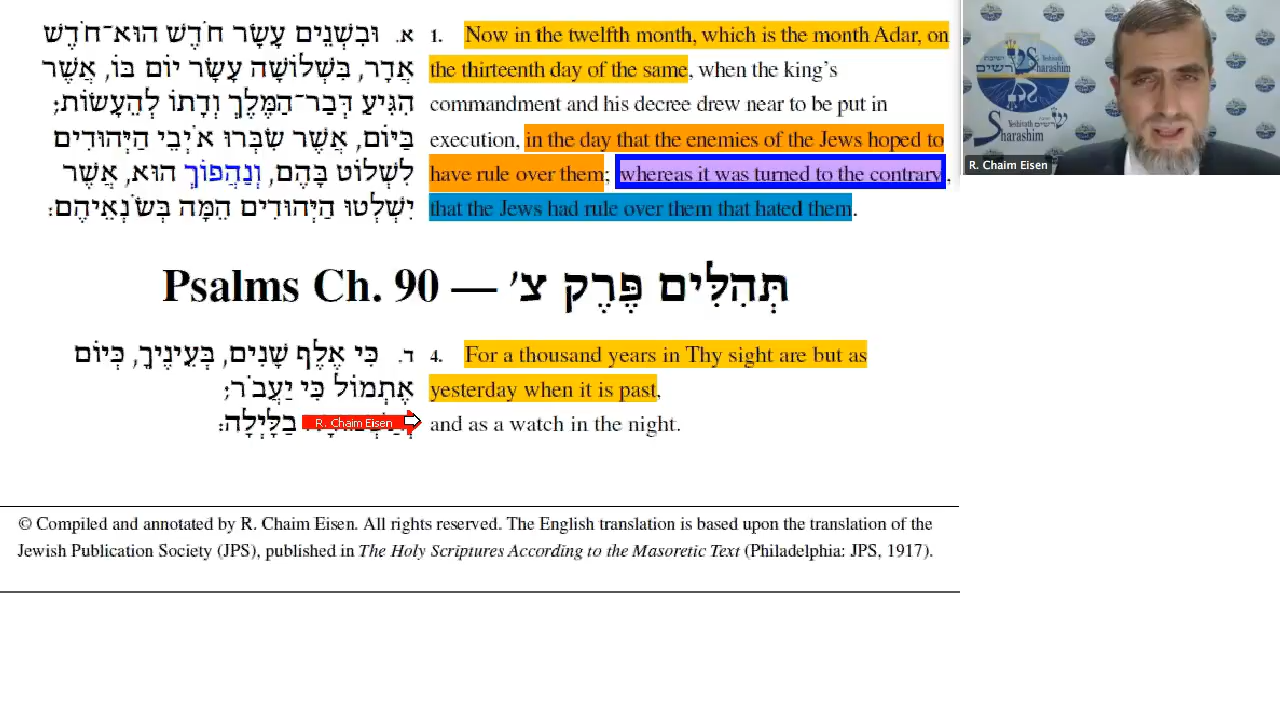 א. וּבִשְׁנֵים עָשָׂר חֹדֶשׁ הוּא־חֹדֶשׁ
אֲדָר, בִּשְׁלוֹשָׁה עָשָׂר יוֹם בּוֹ, אֲשֶׁר
הִגִּיעַ דְּבַר־הַמֶּלֶךְ וְדָתוֹ לְהֵעָשׂוֹת;
בַּיּוֹם, אֲשֶׁר שִׂבְּרוּ אֹיְבֵי הַיְּהוּדִים
לִשְׁלוֹט בָּהֶם, וְנַהֲפוֹךְ הוּא, אֲשֶׁר
יִשְׁלְטוּ הַיְּהוּדִים הֵמָּה בְּשֹׂנְאֵיהֶם:
1. Now in the twelfth month, which is the month Adar, on
the thirteenth day of the same, when the king's
commandment and his decree drew near to be put in
execution, in the day that the enemies of the Jews hoped to
have rule over them; whereas it was turned to the contrary,
that the Jews had rule over them that hated them.
Psalms Ch. 90 — תְּהִלִּים פֶּרֶק צ׳
ד. כִּי אֶלֶף שָׁנִים, בְּעֵינֶיךָ, כְּיוֹם
אֶתְמוֹל כִּי יַעֲבֹר;
בַלָּיְלָה:
R. Chaim Eisen
4. For a thousand years in Thy sight are but as
yesterday when it is past,
and as a watch in the night.
© Compiled and annotated by R. Chaim Eisen. All rights reserved. The English translation is based upon the translation of the
Jewish Publication Society (JPS), published in The Holy Scriptures According to the Masoretic Text (Philadelphia: JPS, 1917).
Yeshivath
Sharashim
Yeshivath שרשים
Sharashim
R. Chaim Eisen